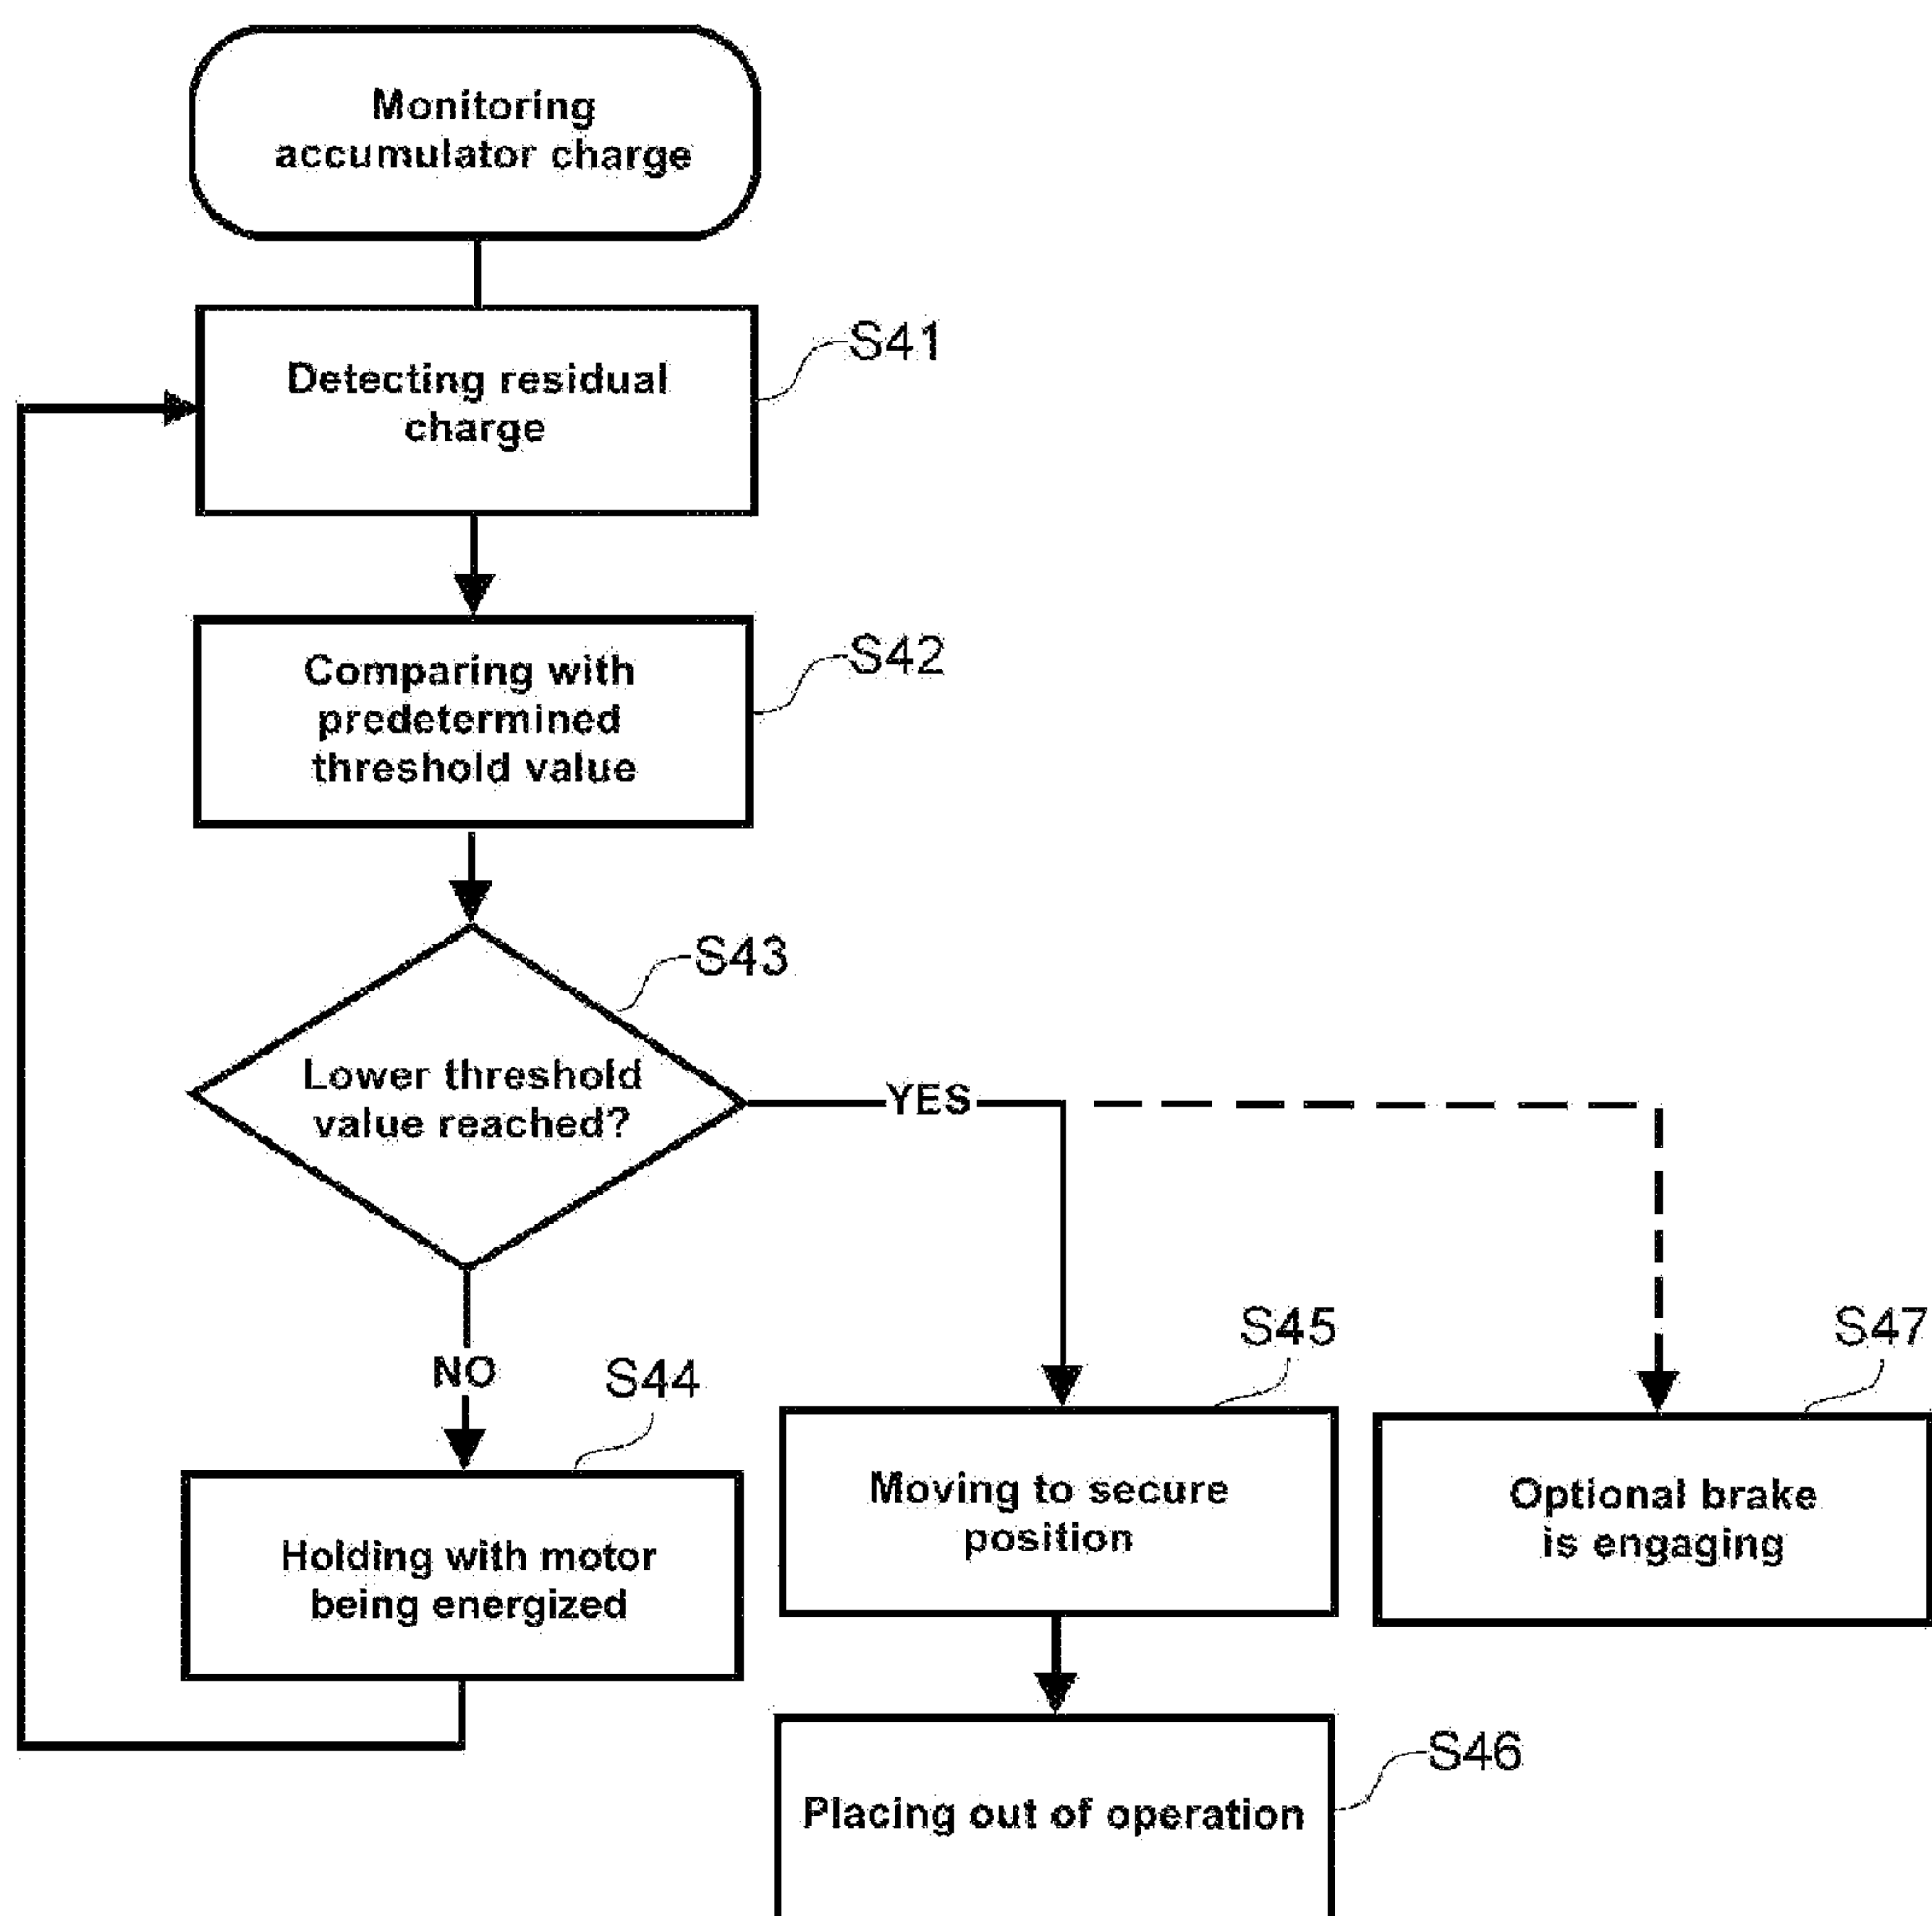 Monitoring
accumulator charge
S41
Detecting residual
charge
S42
Comparing with
predetermined
threshold value
S43
Lower threshold
value reached?
YES
NO
S44
S45
S47
Holding with motor
being energized
Moving to secure
position
Optional brake
is engaging
S46
Placing out of operation